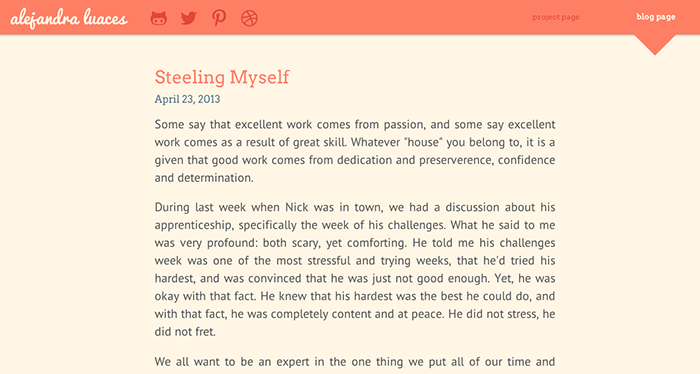 alejandra luaces
project page
blog page
Steeling Myself
April 23, 2013
Some say that excellent work comes from passion, and some say excellent
work comes as a result of great skill. Whatever "house" you belong to, it is a
given that good work comes from dedication and preserverence, confidence
and determination.
During last week when Nick was in town, we had a discussion about his
apprenticeship, specifically the week of his challenges. What he said to me
was very profound: both scary, yet comforting. He told me his challenges
week was one of the most stressful and trying weeks, that he'd tried his
hardest, and was convinced that he was just not good enough. Yet, he was
okay with that fact. He knew that his hardest was the best he could do, and
with that fact, he was completely content and at peace. He did not stress, he
did not fret.
We all want to be an expert in the one thing we put all of our time and